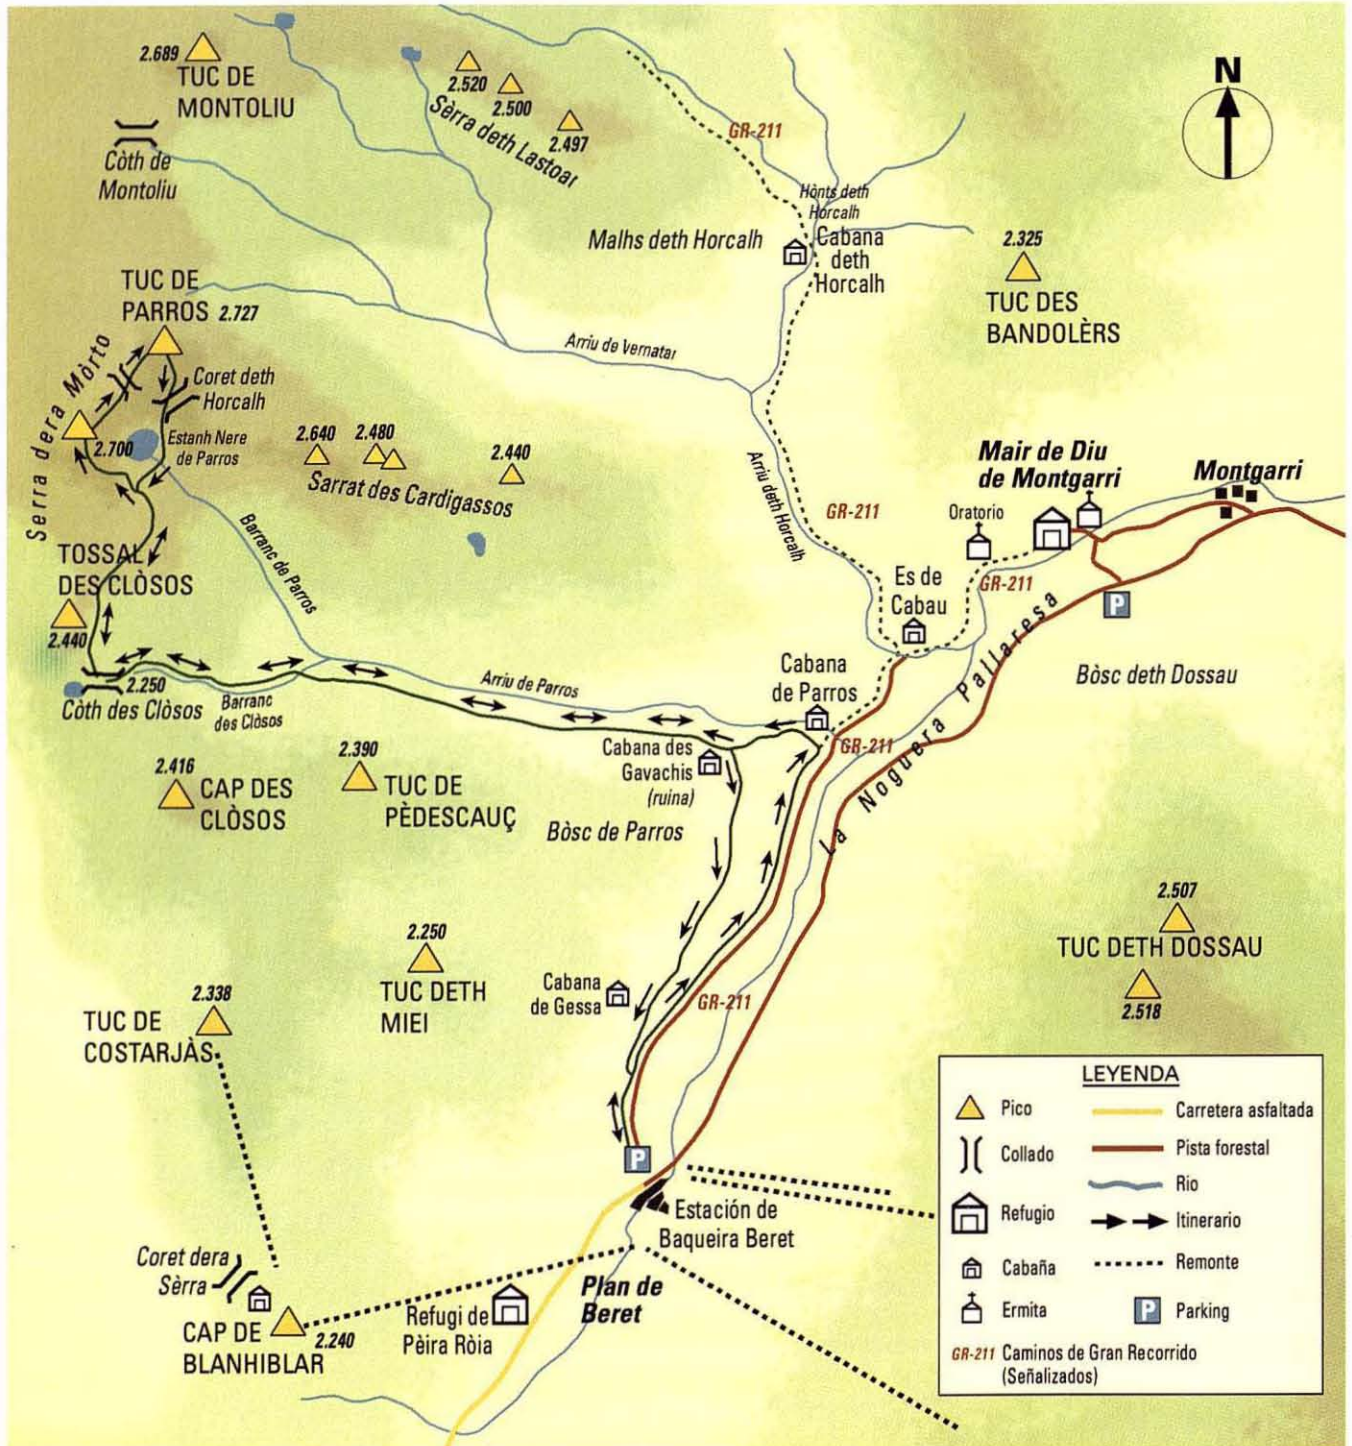 2.689
TUC DE
MONTOLIU
2.520
2.500
2.497
Sèrra deth Lastoar
GR-211
N
Còth de
Montoliu
Hònts deth
Horcalh
Malhs deth Horcalh
Cabana
deth
Horcalh
2.325
TUC DES
BANDOLÈRS
TUC DE
PARROS 2.727
Arriu de Vernatar
Serra dera Mòrto
Coret deth
Horcalh
2.700
Estanh Nere
de Parros
2.640
2.480
2.440
Sarrat des Cardigassos
Arriu deth Horcalh
Mair de Diu
de Montgarri
Montgarri
GR-211
Oratorio
GR-211
Barranc de Parros
TOSSAL
DES CLÒSOS
2.440
Es de
Cabau
P
La Noguera Pallaresa
Bòsc deth Dossau
Cabana
de Parros
2.250
Còth des Clòsos
Barranc
des Clòsos
Arriu de Parros
GR-211
Cabana des
Gavachis
(ruina)
2.416
CAP DES
CLÒSOS
2.390
TUC DE
PÈDESCAUÇ
Bòsc de Parros
2.507
TUC DETH DOSSAU
2.518
2.250
TUC DETH
MIEI
Cabana
de Gessa
GR-211
2.338
TUC DE
COSTARJÀS
P
Estación de
Baqueira Beret
Coret dera
Sèrra
CAP DE
BLANHIBLAR
2.240
Refugi de
Pèira Ròia
Plan de
Beret
LEYENDA
Pico
Carretera asfaltada
Collado
Pista forestal
Rio
Refugio
Itinerario
Cabaña
Remonte
Ermita
P Parking
GR-211 Caminos de Gran Recorrido
(Señalizados)